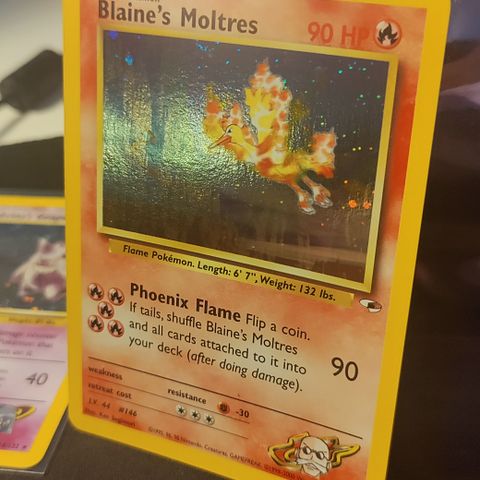 Blaine's Moltres 90 HP
Flame Pokémon. Length: 6' 7", Weight: 132 lbs.
Phoenix Flame Flip a coin.
If tails, shuffle Blaine's Moltres
and all cards attached to it into
your deck (after doing damage).
90
weakness
resistance
-30
retreat cost
LV. 44 #146
40